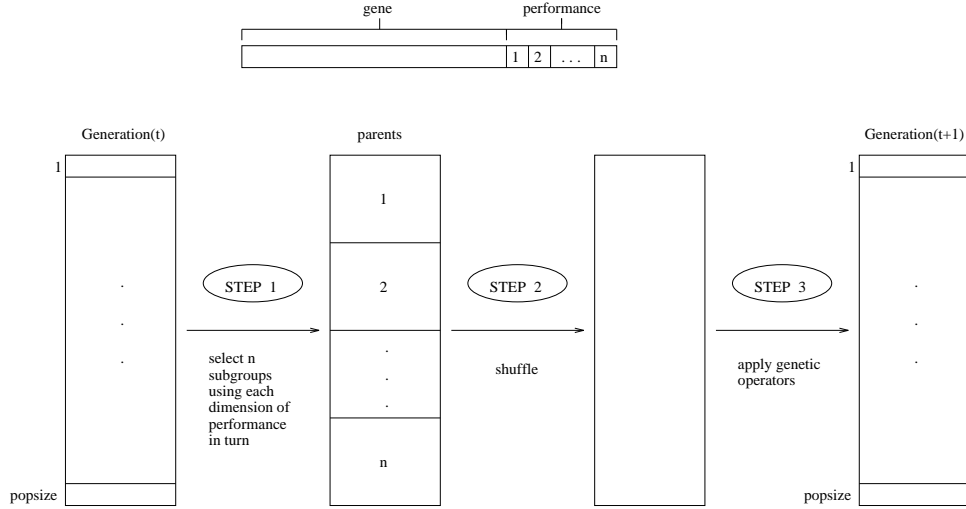 gene performance
1 2 . . . n
Generation(t) parents Generation(t+1)
1 1
1
STEP 1 2 STEP 2 STEP 3
select n
subgroups
using each
dimension of
performance
in turn
shuffle
apply genetic
operators
n
popsize popsize